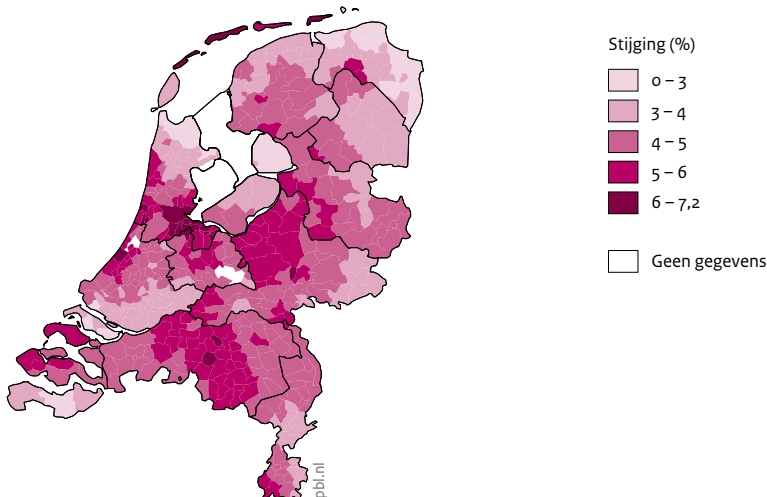 Stijging (%)
0 – 3
3 – 4
4 – 5
5 – 6
6 – 7,2
Geen gegevens
pbl.nl